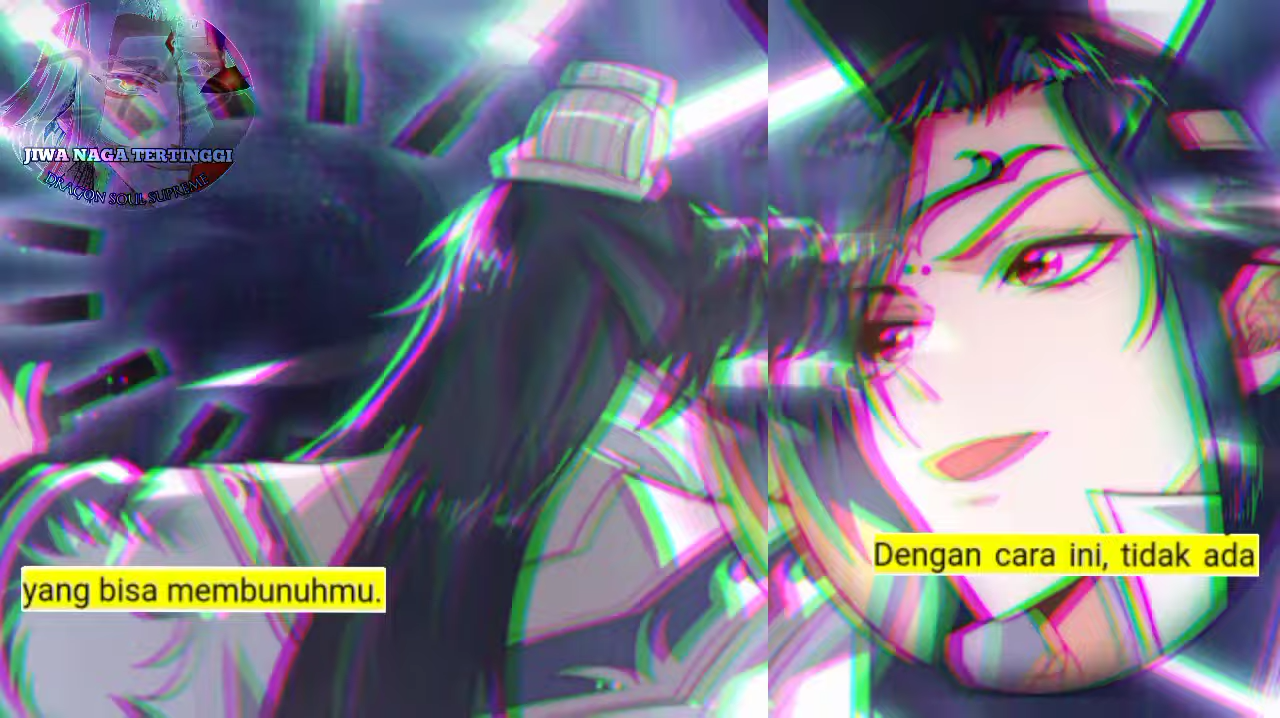 JIWA NAGA TERTINGGI
DRAGON SOUL SUPREME
Dengan cara ini, tidak ada
yang bisa membunuhmu.